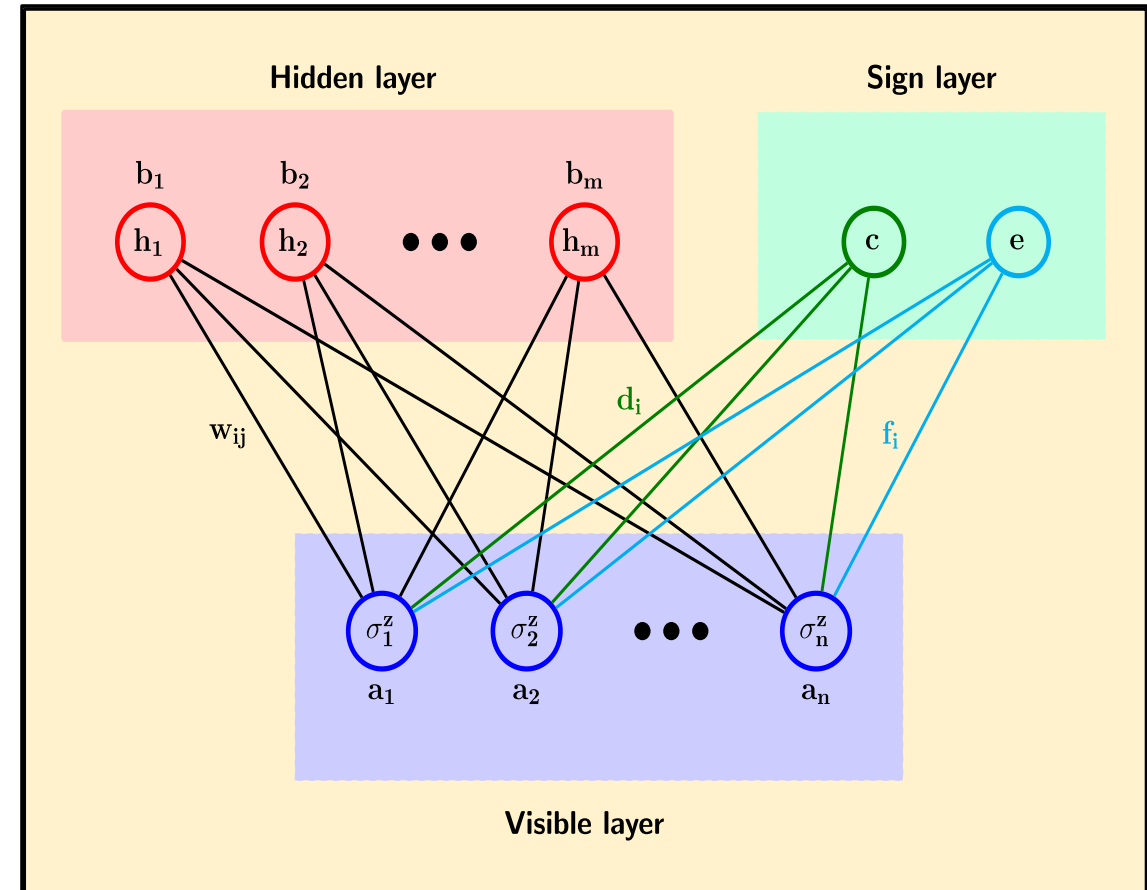 Hidden layer Sign layer
b₁ b₂ bₘ
h₁ h₂ ••• hₘ c e
dᵢ
wᵢⱼ fᵢ
σ₁ᶻ σ₂ᶻ ••• σₙᶻ
a₁ a₂ aₙ
Visible layer